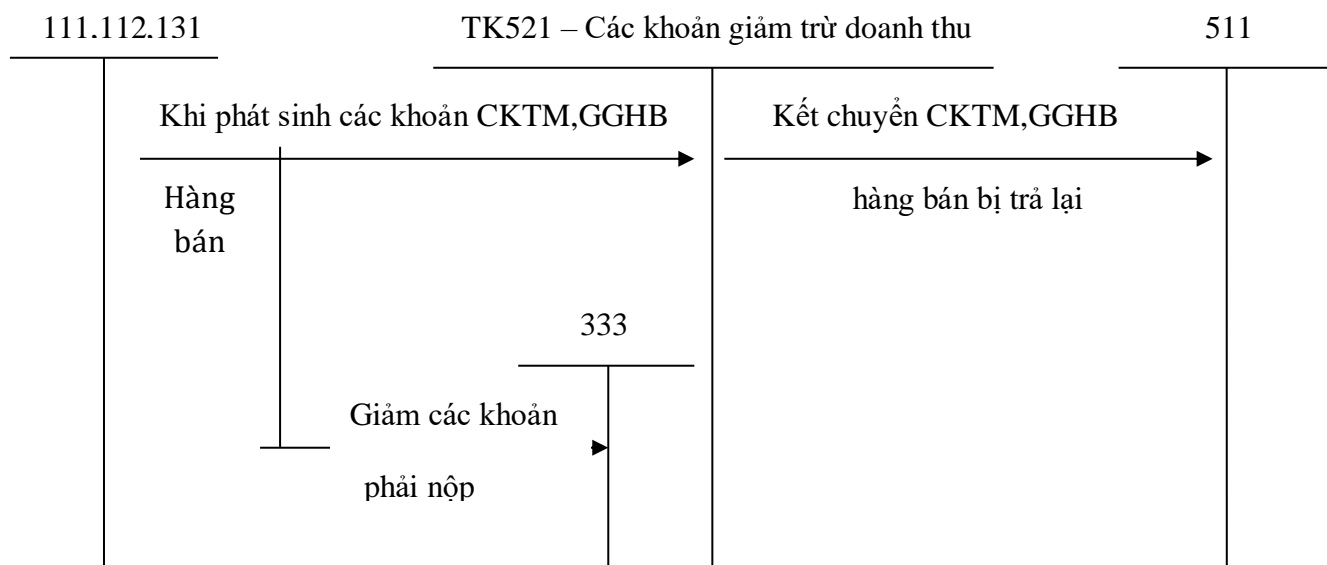 111.112.131
TK521 – Các khoản giảm trừ doanh thu
511
Khi phát sinh các khoản CKTM,GGHB
Kết chuyển CKTM,GGHB
Hàng
bán
hàng bán bị trả lại
333
Giảm các khoản
phải nộp